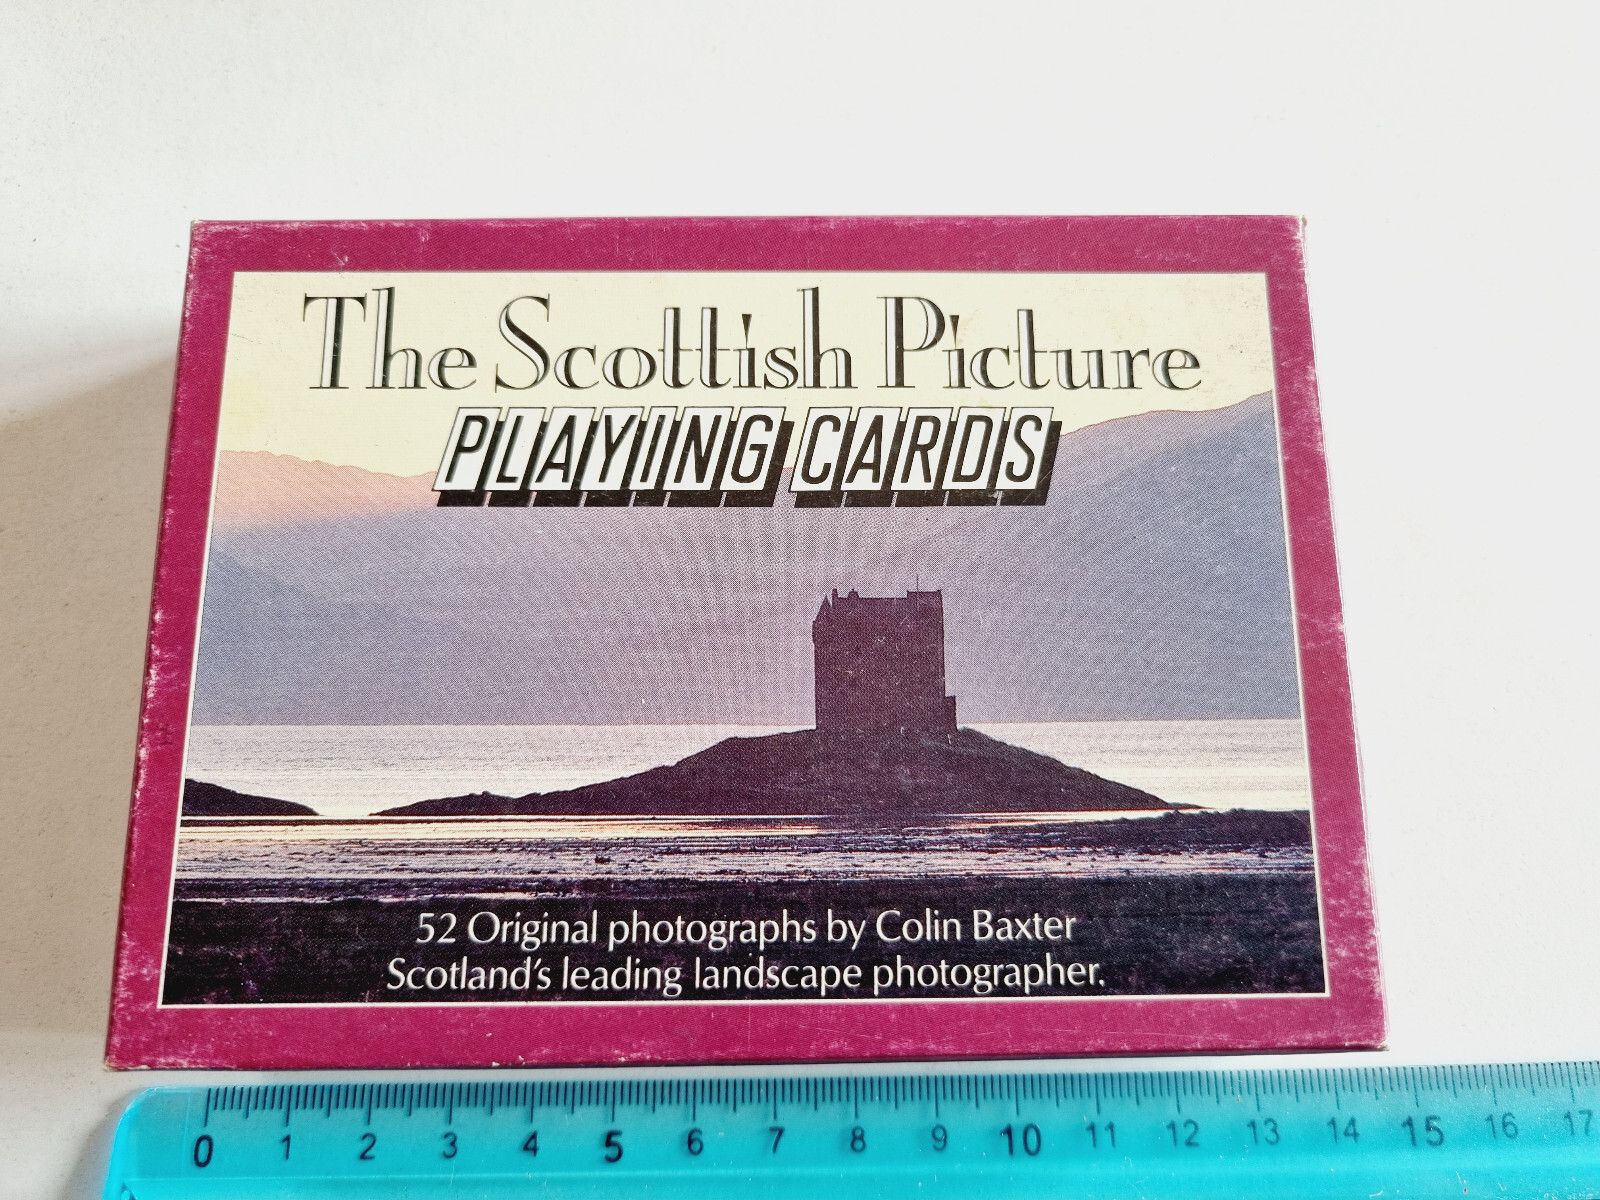 The Scottish Picture
PLAYING CARDS
52 Original photographs by Colin Baxter
Scotland's leading landscape photographer.
0 1 2 3 4 5 6 7 8 9 10 11 12 13 14 15 16 17